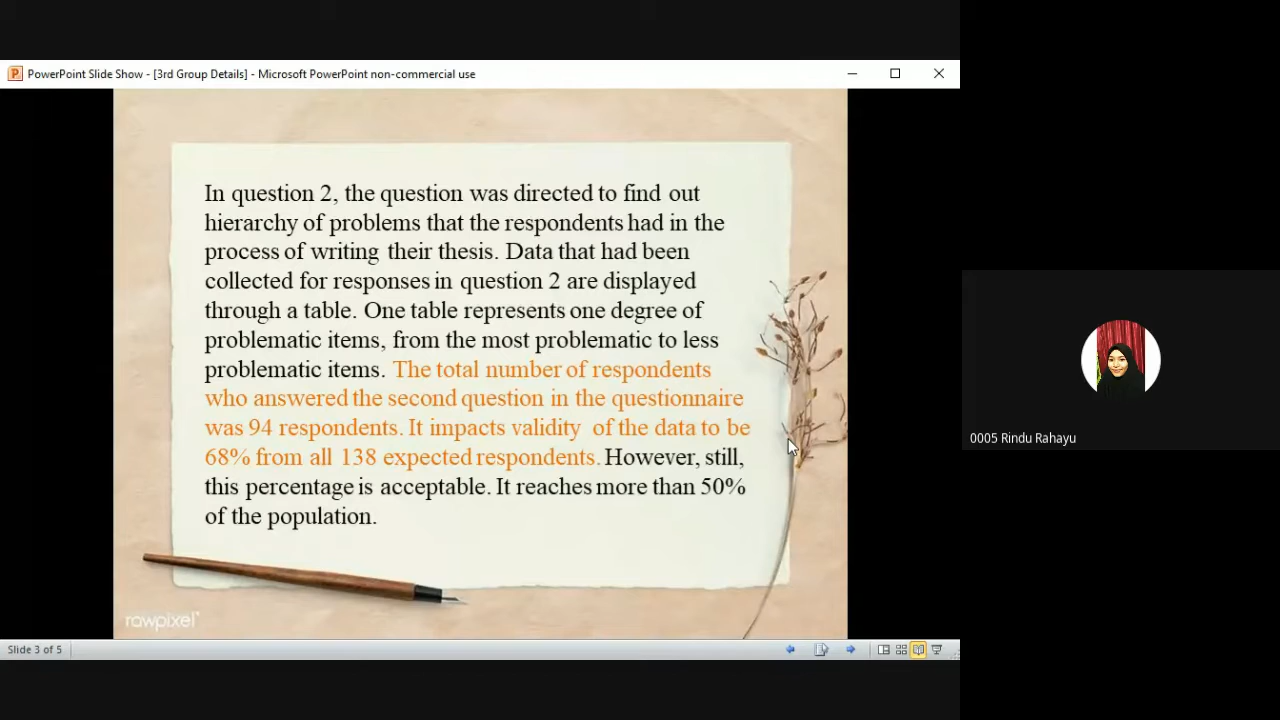 PowerPoint Slide Show - [3rd Group Details] - Microsoft PowerPoint non-commercial use
In question 2, the question was directed to find out
hierarchy of problems that the respondents had in the
process of writing their thesis. Data that had been
collected for responses in question 2 are displayed
through a table. One table represents one degree of
problematic items, from the most problematic to less
problematic items. The total number of respondents
who answered the second question in the questionnaire
was 94 respondents. It impacts validity of the data to be
68% from all 138 expected respondents. However, still,
this percentage is acceptable. It reaches more than 50%
of the population.
rawpixel
Slide 3 of 5
0005 Rindu Rahayu